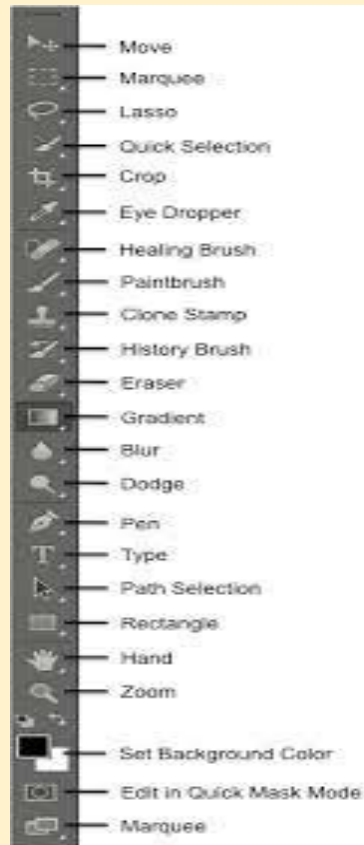 Move
Marquee
Lasso
Quick Selection
Crop
Eye Dropper
Healing Brush
Paintbrush
Clone Stamp
History Brush
Eraser
Gradient
Blur
Dodge
Pen
Type
Path Selection
Rectangle
Hand
Zoom
Set Background Color
Edit in Quick Mask Mode
Marquee